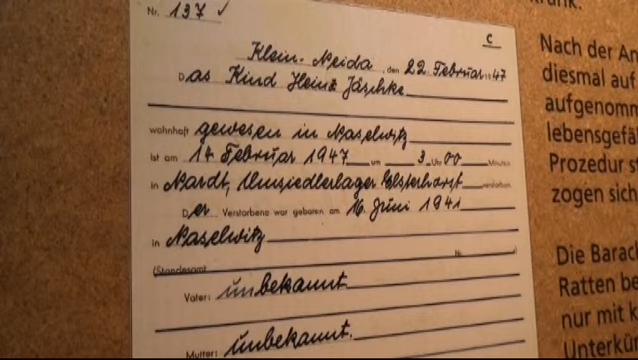 Nr. 137 ✓
C
Klein-Neida, den 22. Februar 1947
Das Kind Heinz Jäschke
wohnhaft gewesen in Maselwitz
ist am 14 Februar 1947 um 3 Uhr 00 Minuten
in Nardt, Umsiedlerlager Elsterhorst verstorben.
Der Verstorbene war geboren am 16. Juni 1941
in Maselwitz
(Standesamt Nr. )
Vater: unbekannt
Mutter: unbekannt.
krank.
Nach der An
diesmal auf
aufgenomm
lebensgefä
Prozedur st
zogen sich
Die Barac
Ratten be
nur mit k
Unterkü